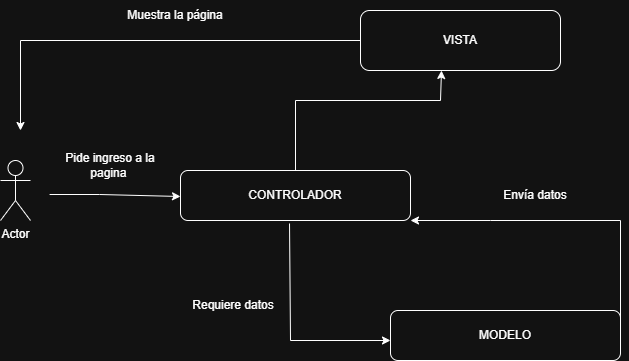 Muestra la página
VISTA
Pide ingreso a la
pagina
CONTROLADOR
Envía datos
Actor
Requiere datos
MODELO